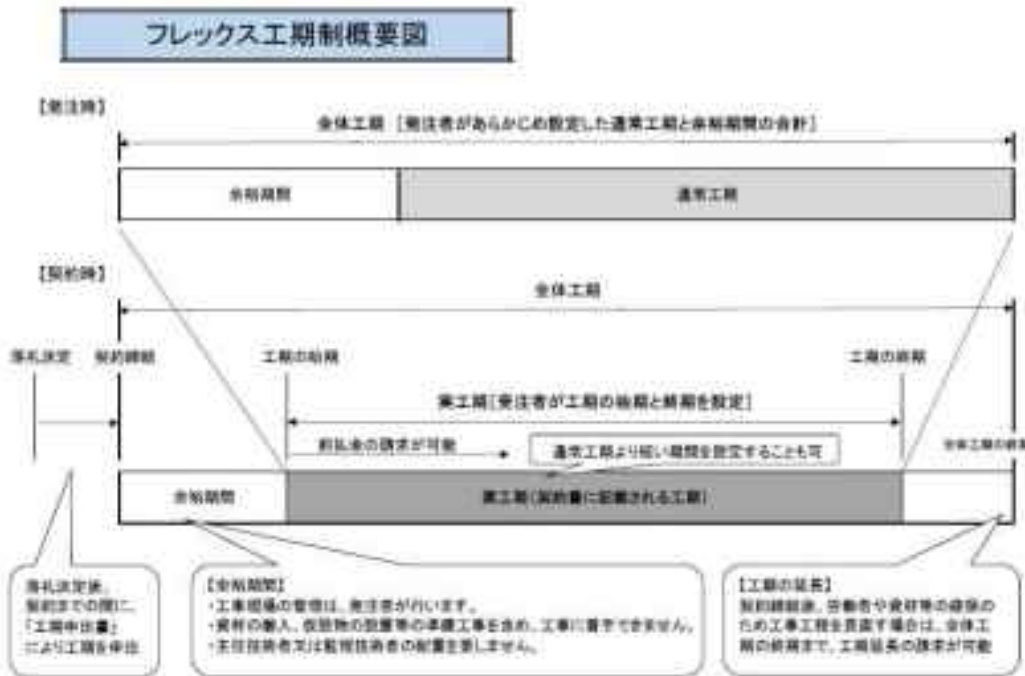 フレックス工期制概要図
【発注時】
全体工期 [発注者があらかじめ設定した通常工期と余裕期間の合計]
余裕期間
通常工期
【契約時】
全体工期
落札決定
契約締結
工期の始期
工期の終期
実工期[受注者が工期の始期と終期を設定]
前払金の請求が可能
通常工期より短い期間を設定することも可
全体工期の終期
余裕期間
実工期(契約書に記載される工期)
落札決定後、
契約までの間に、
「工期申出書」
により工期を申出
【余裕期間】
・工事現場の管理は、発注者が行います。
・資材の搬入、仮設物の設置等の準備工事を含め、工事に着手できません。
・主任技術者又は監理技術者の配置を要しません。
【工期の延長】
契約締結後、労働者や資材等の確保の
ため工事工程を見直す場合は、全体工
期の終期まで、工期延長の請求が可能